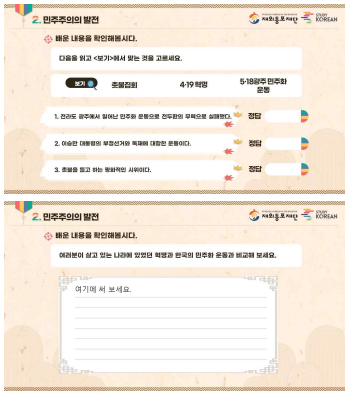 2. 민주주의의 발전
재외동포재단
STUDY
KOREAN
배운 내용을 확인해봅시다.
다음을 읽고 <보기>에서 맞는 것을 고르세요.
보기
촛불집회
4·19 혁명
5·18광주 민주화
운동
1. 전라도 광주에서 일어난 민주화 운동으로 전두환의 무력으로 실패했다.
정답
2. 이승만 대통령의 부정선거와 독재에 대항한 운동이다.
정답
3. 촛불을 들고 하는 평화적인 시위이다.
정답
2. 민주주의의 발전
재외동포재단
STUDY
KOREAN
배운 내용을 확인해봅시다.
여러분이 살고 있는 나라에 있었던 혁명과 한국의 민주화 운동과 비교해 보세요.
여기에 써 보세요.